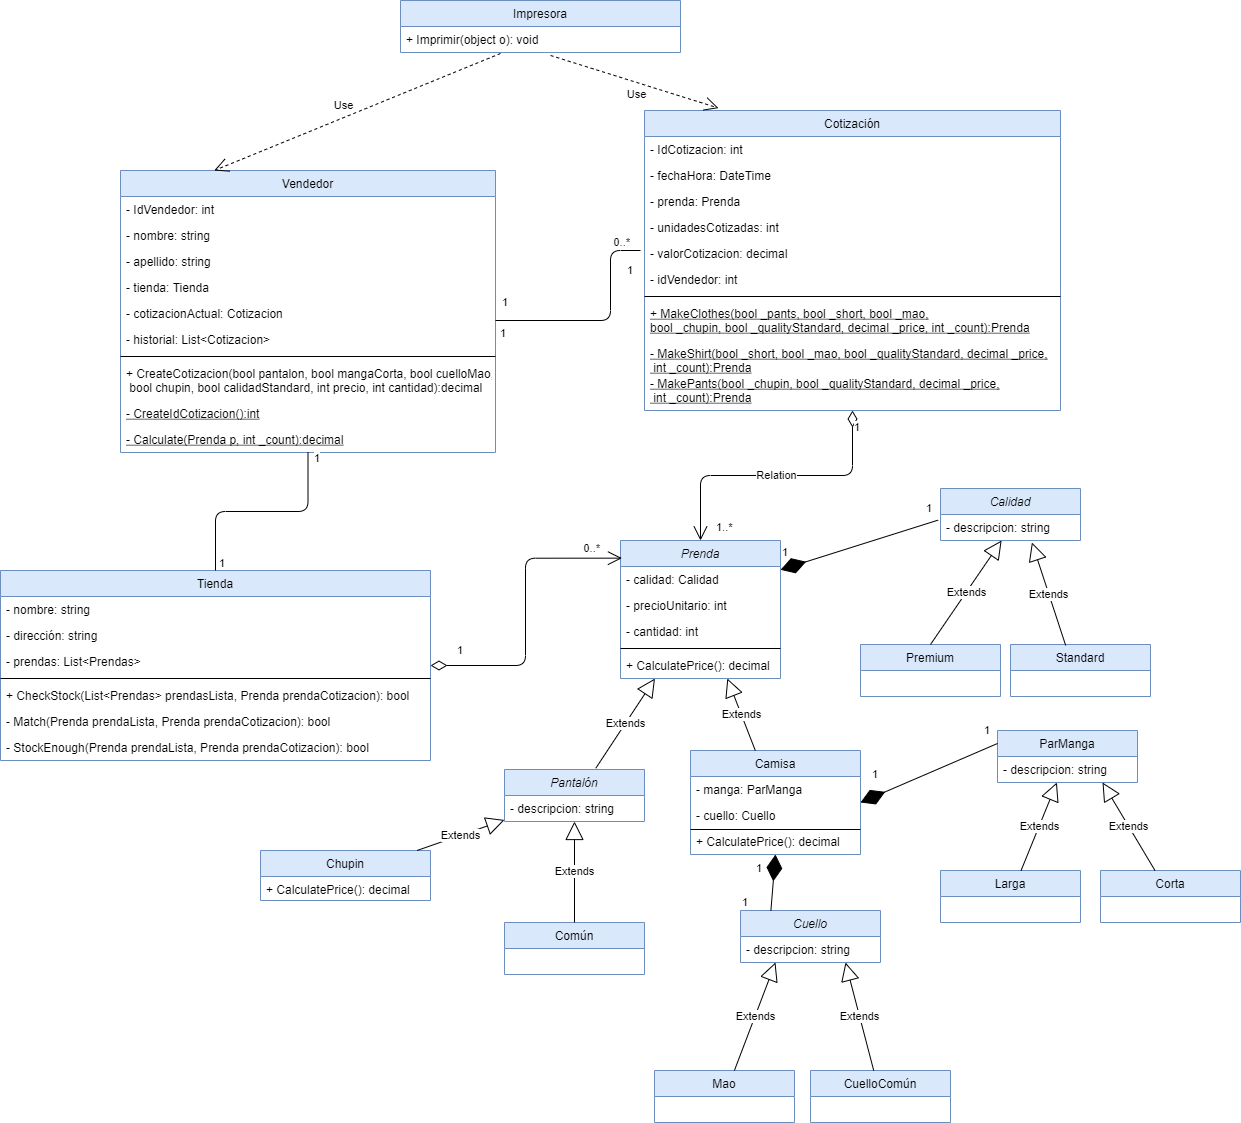 Impresora
+ Imprimir(object o): void
Use
Use
Cotización
- IdCotizacion: int
- fechaHora: DateTime
- prenda: Prenda
- unidadesCotizadas: int
- valorCotizacion: decimal
- idVendedor: int
+ MakeClothes(bool _pants, bool _short, bool _mao,
bool _chupin, bool _qualityStandard, decimal _price, int _count):Prenda
- MakeShirt(bool _short, bool _mao, bool _qualityStandard, decimal _price,
int _count):Prenda
- MakePants(bool _chupin, bool _qualityStandard, decimal _price,
int _count):Prenda
Vendedor
- IdVendedor: int
- nombre: string
- apellido: string
- tienda: Tienda
- cotizacionActual: Cotizacion
- historial: List<Cotizacion>
+ CreateCotizacion(bool pantalon, bool mangaCorta, bool cuelloMao,
bool chupin, bool calidadStandard, int precio, int cantidad):decimal
- CreateIdCotizacion():int
- Calculate(Prenda p, int _count):decimal
0..*
1
1
1
1
1
1
Relation
1..*
Tienda
- nombre: string
- dirección: string
- prendas: List<Prendas>
+ CheckStock(List<Prendas> prendasLista, Prenda prendaCotizacion): bool
- Match(Prenda prendaLista, Prenda prendaCotizacion): bool
- StockEnough(Prenda prendaLista, Prenda prendaCotizacion): bool
1
0..*
Prenda
- calidad: Calidad
- precioUnitario: int
- cantidad: int
+ CalculatePrice(): decimal
1
1
Calidad
- descripcion: string
Extends
Extends
Premium
Standard
Extends
Extends
Pantalón
- descripcion: string
Extends
Extends
Chupin
+ CalculatePrice(): decimal
Común
Camisa
- manga: ParManga
- cuello: Cuello
+ CalculatePrice(): decimal
1
1
ParManga
- descripcion: string
Extends
Extends
Larga
Corta
1
1
Cuello
- descripcion: string
Extends
Extends
Mao
CuelloComún